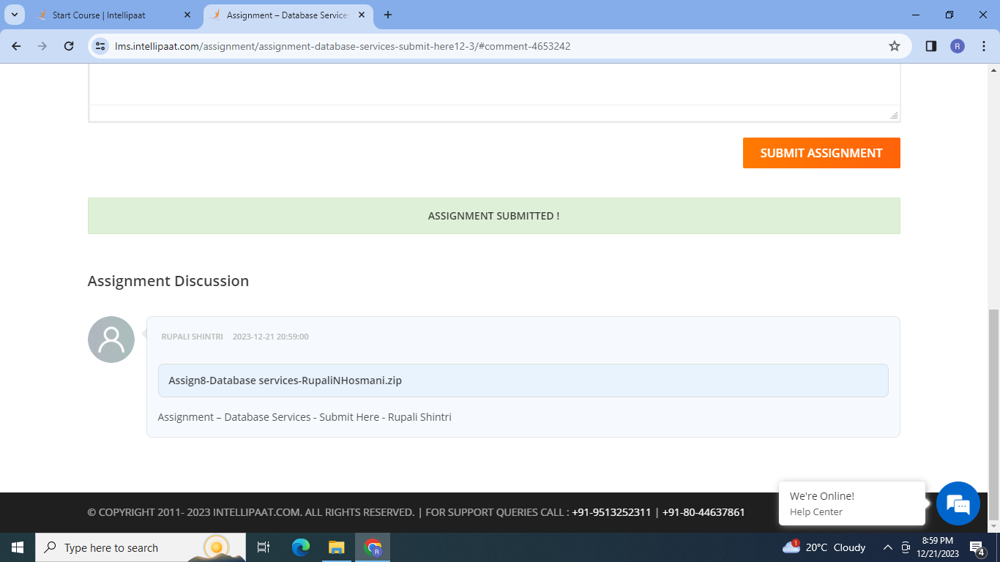 Start Course | Intellipaat
Assignment – Database Services
lms.intellipaat.com/assignment/assignment-database-services-submit-here12-3/#comment-4653242
R
SUBMIT ASSIGNMENT
ASSIGNMENT SUBMITTED !
Assignment Discussion
RUPALI SHINTRI 2023-12-21 20:59:00
Assign8-Database services-RupaliNHosmani.zip
Assignment – Database Services - Submit Here - Rupali Shintri
We're Online!
Help Center
© COPYRIGHT 2011- 2023 INTELLIPAAT.COM. ALL RIGHTS RESERVED. | FOR SUPPORT QUERIES CALL : +91-9513252311 | +91-80-44637861
Type here to search
R
1
20°C Cloudy
8:59 PM
12/21/2023
4